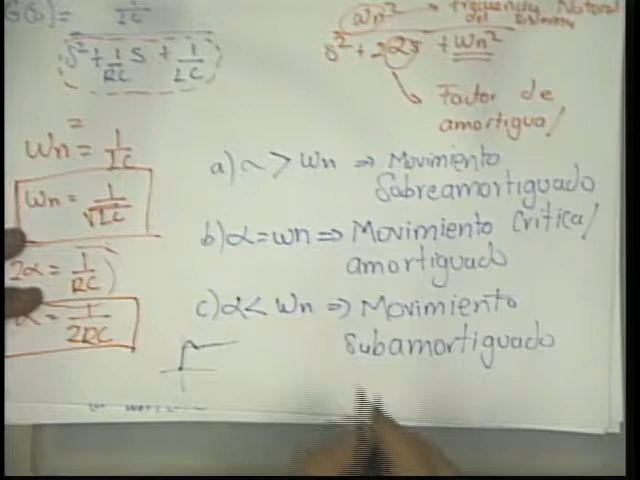 G(s) = 1/LC
s² + 1/RC s + 1/LC
Wn² → frecuencia Natural
del Sistema
s² + 2αs + Wn²
Factor de
amortigua/
Wn² = 1/LC
Wn = 1/√LC
2α = 1/RC
α = 1/2RC
a) α > Wn ⇒ Movimiento
Sobreamortiguado
b) α = wn ⇒ Movimiento Critica/
amortiguado
c) α < Wn ⇒ Movimiento
Subamortiguado